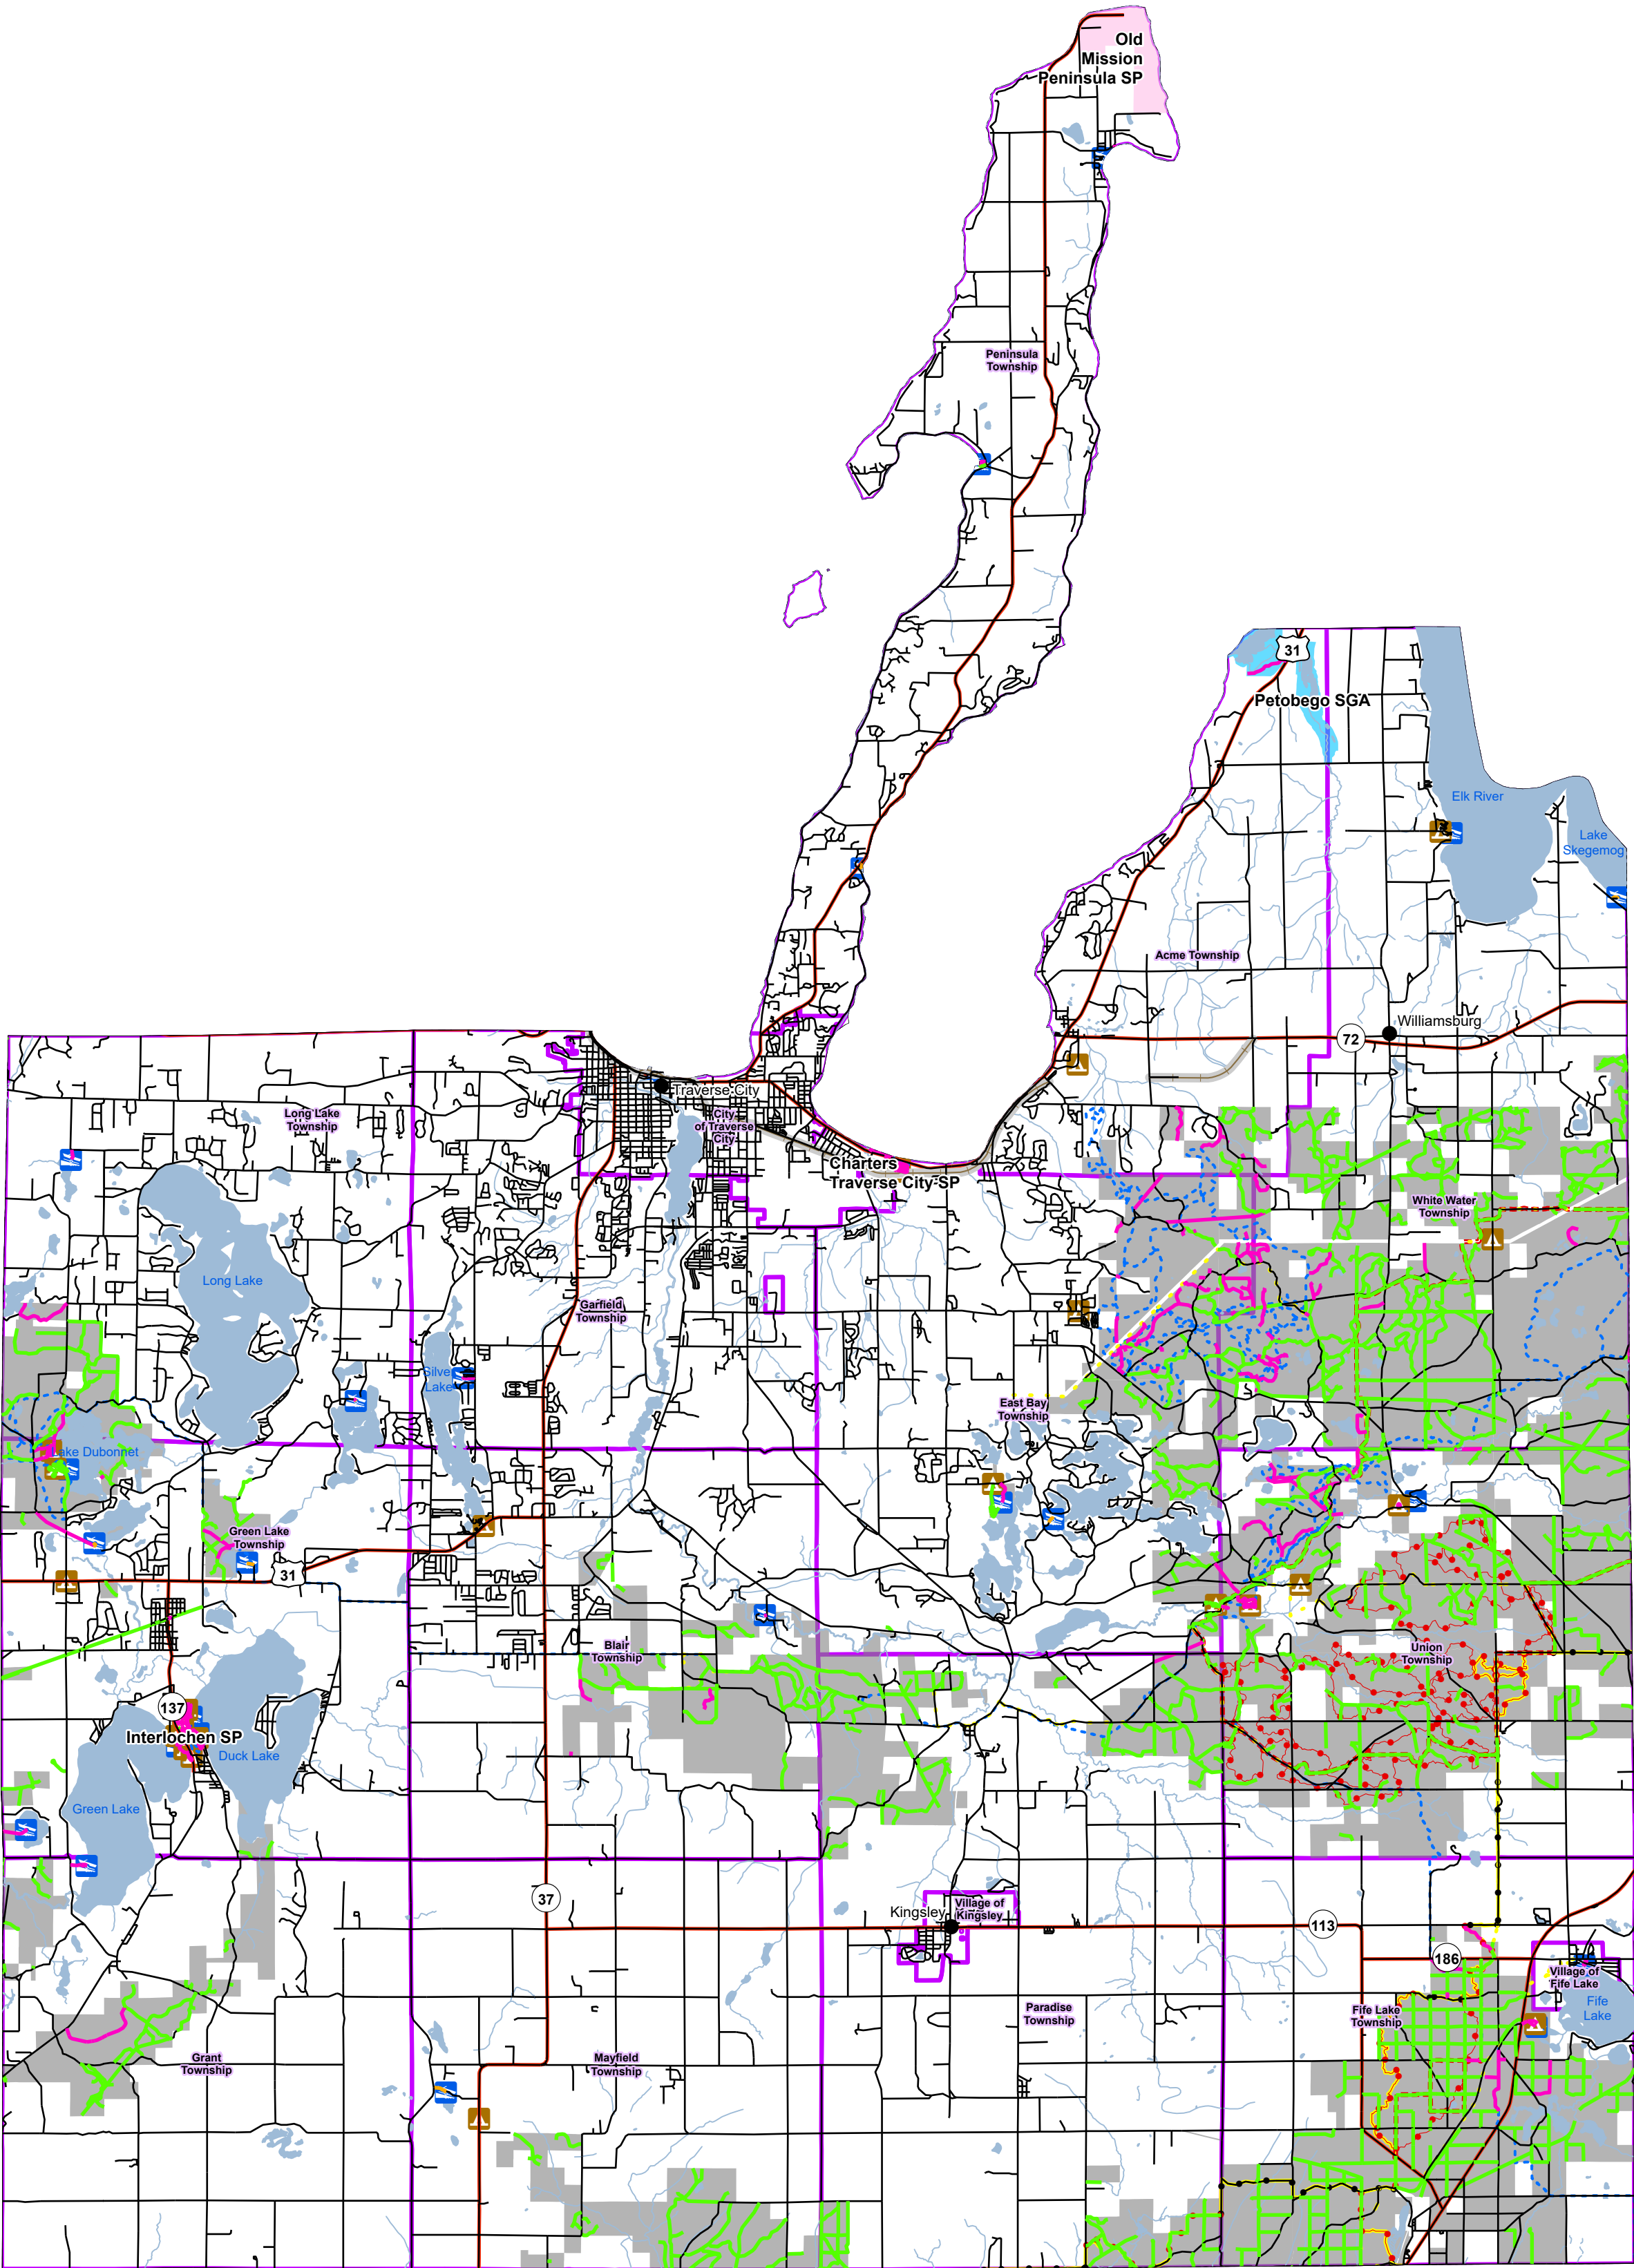 Old
Mission
Peninsula SP
Peninsula
Township
31
Petobego SGA
Elk River
Lake
Skegemog
Acme Township
Williamsburg
72
Traverse City
City
of Traverse
City
Long Lake
Township
Charters
Traverse City SP
White Water
Township
Long Lake
Garfield
Township
Silver
Lake
East Bay
Township
Lake Dubonnet
Green Lake
Township
31
Blair
Township
Union
Township
137
Interlochen SP
Duck Lake
Green Lake
37
Kingsley
Village of
Kingsley
113
186
Village of
Fife Lake
Fife
Lake
Paradise
Township
Fife Lake
Township
Grant
Township
Mayfield
Township